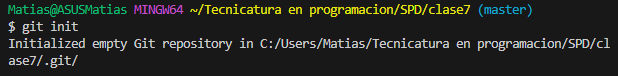 Matias@ASUSMatias MINGW64 ~/Tecnicatura en programacion/SPD/clase7 (master)
$ git init
Initialized empty Git repository in C:/Users/Matias/Tecnicatura en programacion/SPD/cl
ase7/.git/